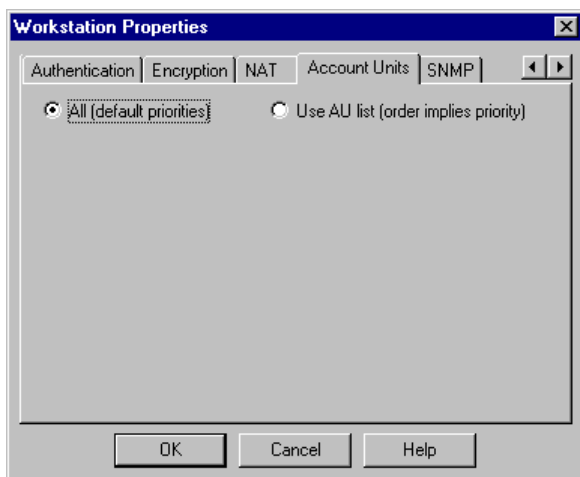 Workstation Properties
Authentication Encryption NAT Account Units SNMP
All (default priorities) Use AU list (order implies priority)
OK Cancel Help